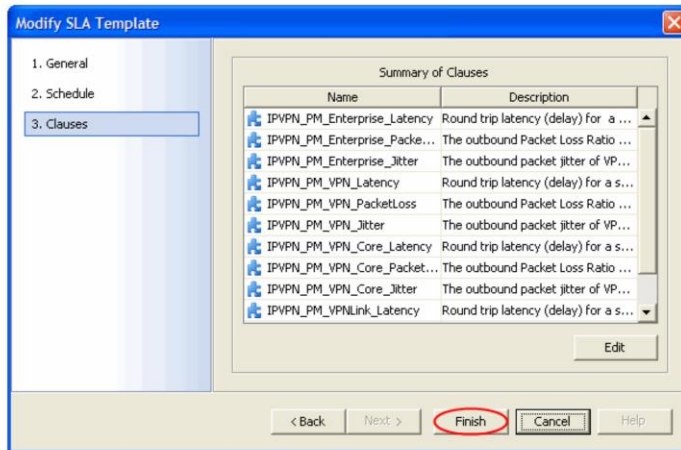 Modify SLA Template
1. General
2. Schedule
3. Clauses
Summary of Clauses
Name Description
IPVPN_PM_Enterprise_Latency Round trip latency (delay) for a ...
IPVPN_PM_Enterprise_Packe... The outbound Packet Loss Ratio ...
IPVPN_PM_Enterprise_Jitter The outbound packet jitter of VP...
IPVPN_PM_VPN_Latency Round trip latency (delay) for a s...
IPVPN_PM_VPN_PacketLoss The outbound Packet Loss Ratio ...
IPVPN_PM_VPN_Jitter The outbound packet jitter of VP...
IPVPN_PM_VPN_Core_Latency Round trip latency (delay) for a s...
IPVPN_PM_VPN_Core_Packet... The outbound Packet Loss Ratio ...
IPVPN_PM_VPN_Core_Jitter The outbound packet jitter of VP...
IPVPN_PM_VPNLink_Latency Round trip latency (delay) for a s...
Edit
< Back Next > Finish Cancel Help